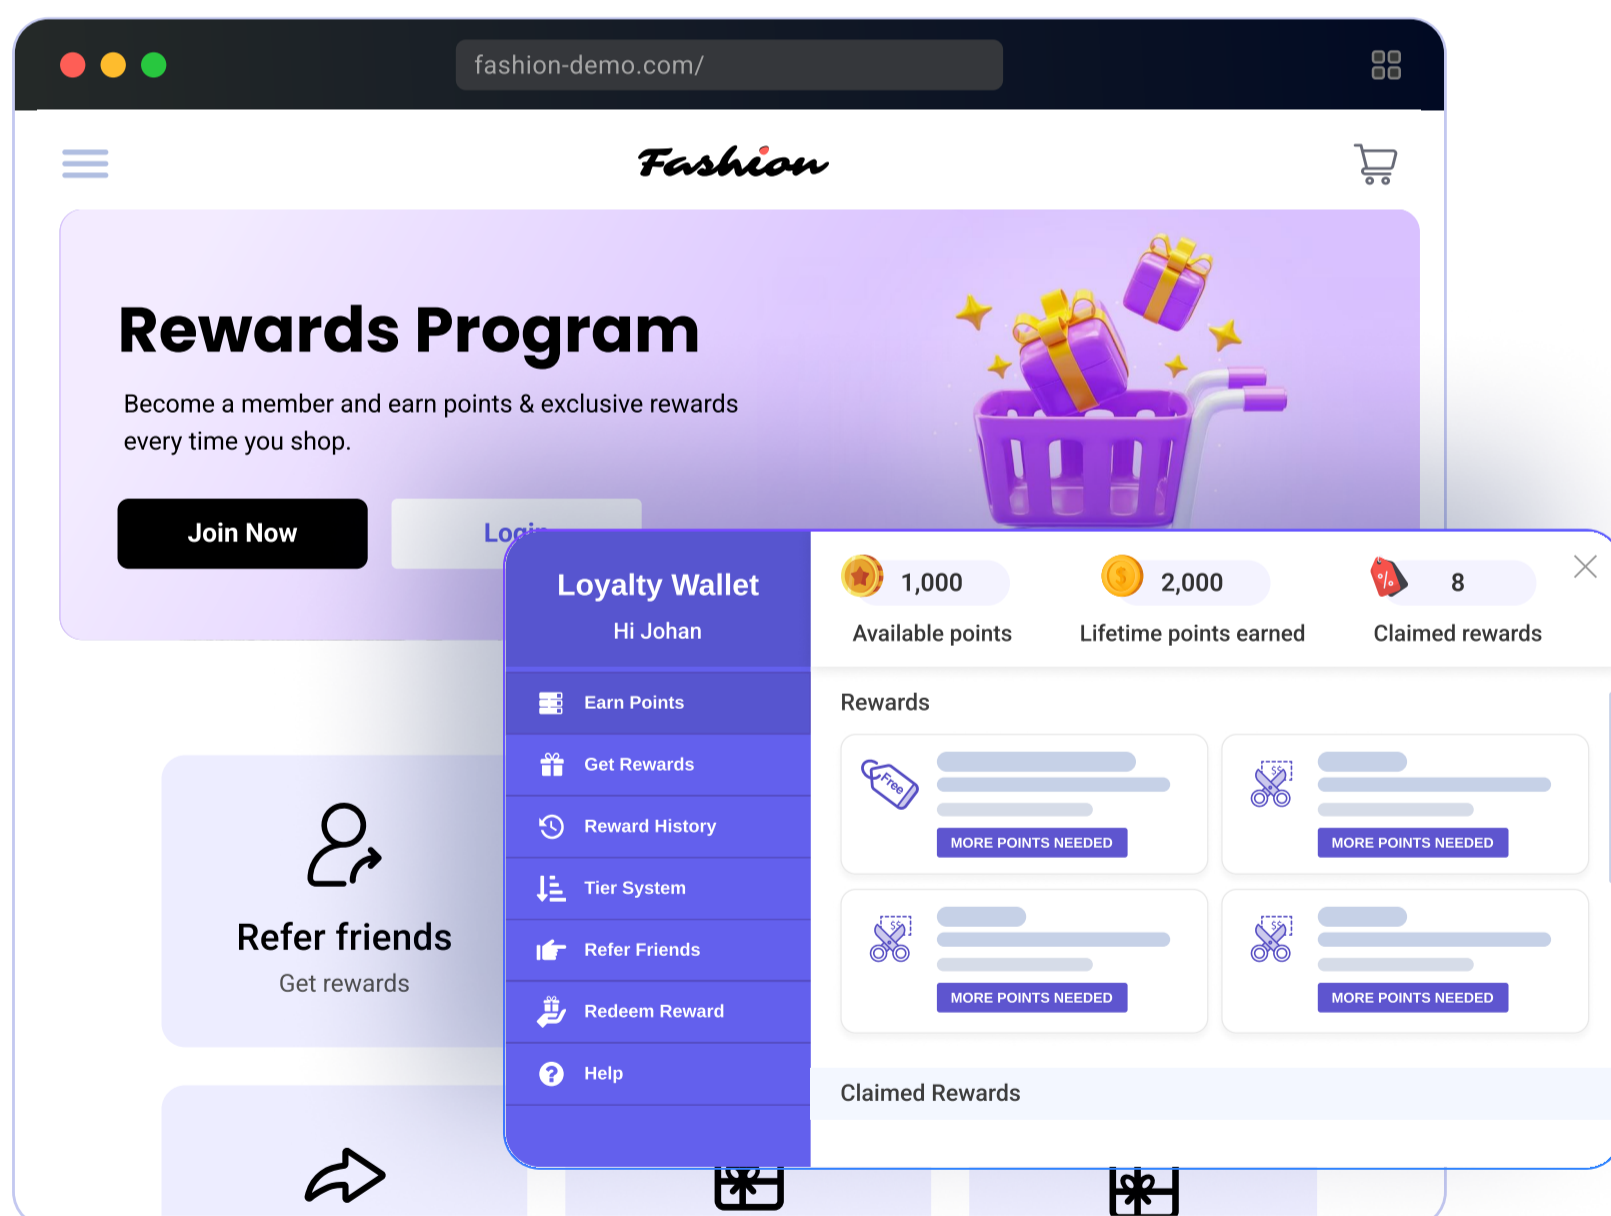 fashion-demo.com/
Fashion
Rewards Program
Become a member and earn points & exclusive rewards
every time you shop.
Join Now
Login
Loyalty Wallet
Hi Johan
Earn Points
Get Rewards
Reward History
Tier System
Refer Friends
Redeem Reward
Help
1,000
Available points
2,000
Lifetime points earned
%
8
Claimed rewards
Rewards
Free
MORE POINTS NEEDED
$$
MORE POINTS NEEDED
$$
MORE POINTS NEEDED
$$
MORE POINTS NEEDED
Claimed Rewards
Refer friends
Get rewards